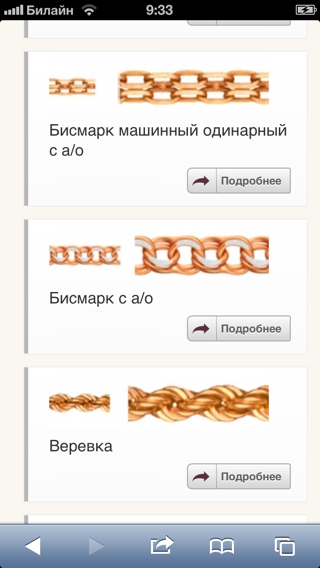 Билайн 9:33
Бисмарк машинный одинарный
с а/о
Подробнее
Бисмарк с а/о
Подробнее
Веревка
Подробнее